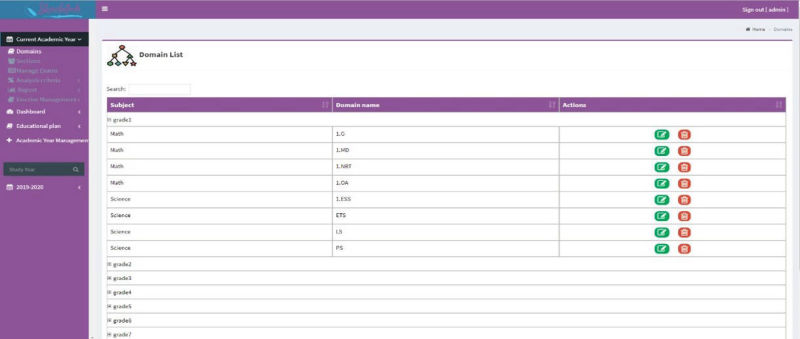 Sign out [ admin ]
Current Academic Year
Home
Domains
Domains
Sections
Manage Exams
Analysis criteria
Report
Director Management
Dashboard
Educational plan
Academic Year Management
Study Year
2019-2020
Domain List
Search:
Subject Domain name Actions
grade1
Math 1.G
Math 1.MD
Math 1.NRT
Math 1.OA
Science 1.ESS
Science ETS
Science LS
Science PS
grade2
grade3
grade4
grade5
grade6
grade7